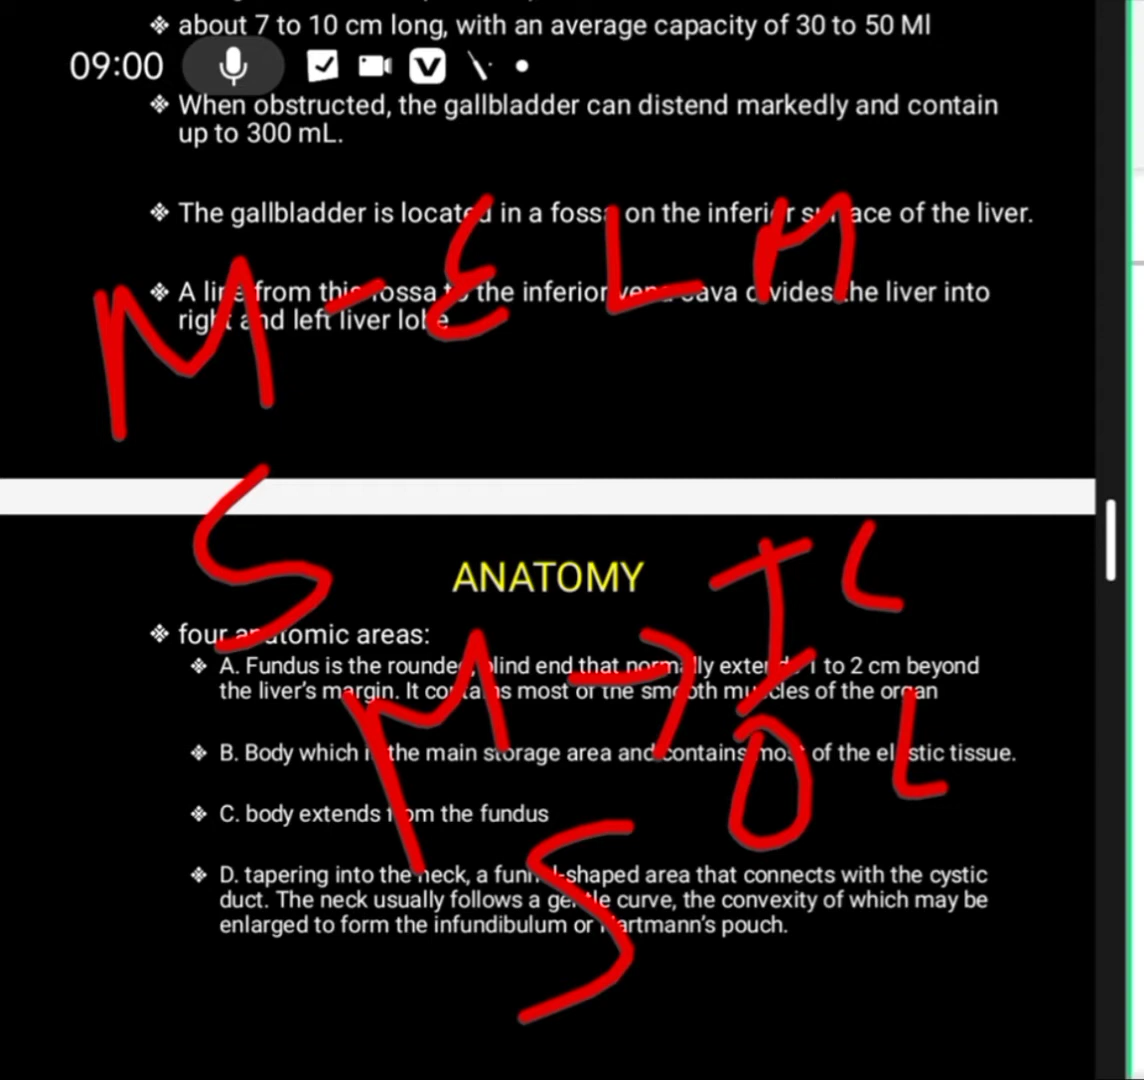 ❖ about 7 to 10 cm long, with an average capacity of 30 to 50 Ml
09:00
❖ When obstructed, the gallbladder can distend markedly and contain
up to 300 mL.
❖ The gallbladder is located in a fossa on the inferior surface of the liver.
❖ A line from this fossa to the inferior vena cava divides the liver into
right and left liver lobe
M - E L M
S
ANATOMY
I C
❖ four anatomic areas:
❖ A. Fundus is the rounded, blind end that normally extends 1 to 2 cm beyond
the liver's margin. It contains most of the smooth muscles of the organ
M → O L
❖ B. Body which is the main storage area and contains most of the elastic tissue.
❖ C. body extends from the fundus
S
❖ D. tapering into the neck, a funnel-shaped area that connects with the cystic
duct. The neck usually follows a gentle curve, the convexity of which may be
enlarged to form the infundibulum or Hartmann's pouch.